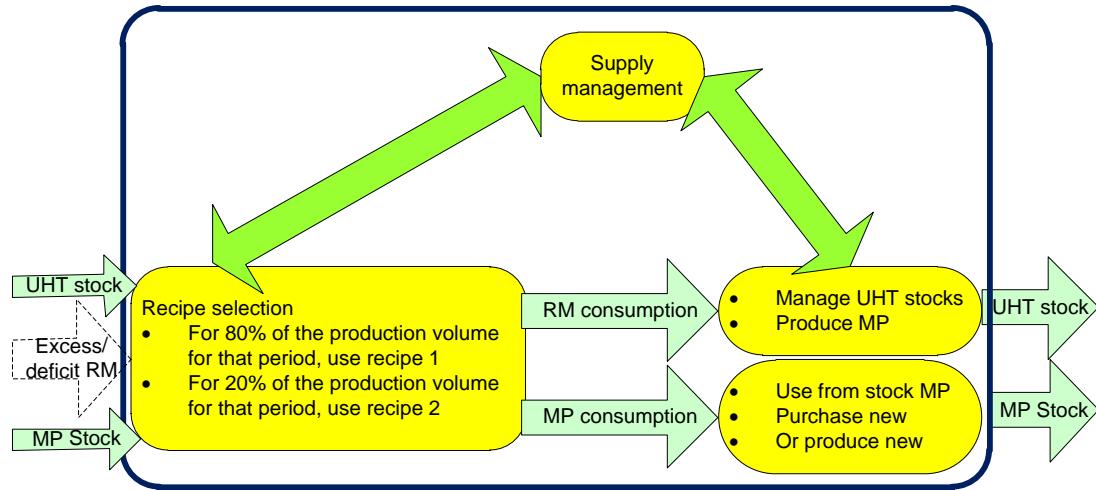 Supply
management
UHT stock
Excess/
deficit RM
MP Stock
Recipe selection
• For 80% of the production volume
for that period, use recipe 1
• For 20% of the production volume
for that period, use recipe 2
RM consumption
MP consumption
• Manage UHT stocks
• Produce MP
• Use from stock MP
• Purchase new
• Or produce new
UHT stock
MP Stock